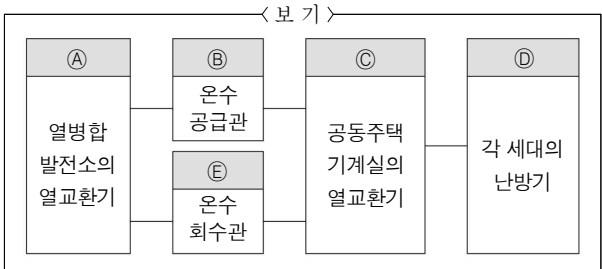 〈보 기〉
Ⓐ
열병합
발전소의
열교환기
Ⓑ
온수
공급관
Ⓔ
온수
회수관
Ⓒ
공동주택
기계실의
열교환기
Ⓓ
각 세대의
난방기